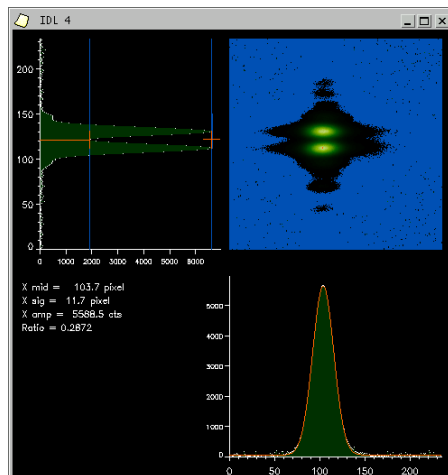 IDL 4
200
150
100
50
0
0 1000 2000 3000 4000 5000 6000
X mid = 103.7 pixel
X sig = 11.7 pixel
X amp = 5588.5 cts
Ratio = 0.2872
5000
4000
3000
2000
1000
0
0 50 100 150 200